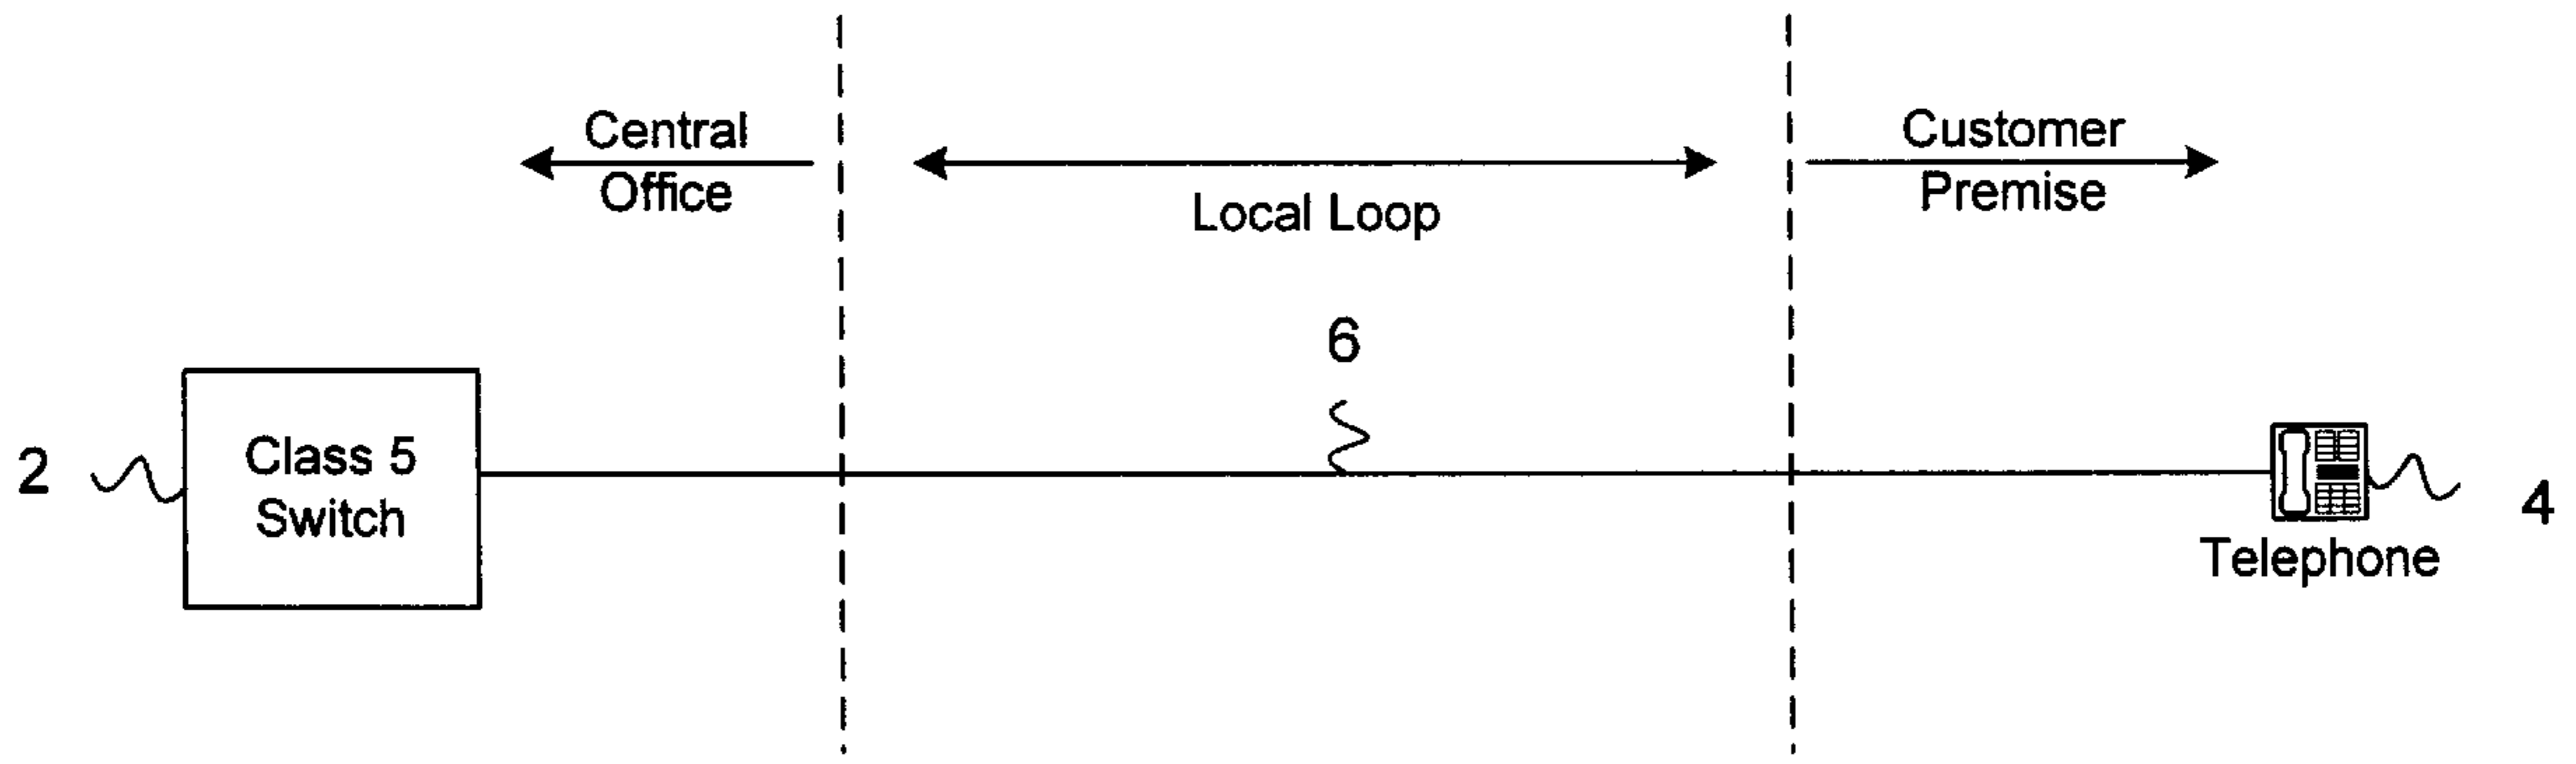 Central
Office
Local Loop
Customer
Premise
6
2
Class 5
Switch
4
Telephone